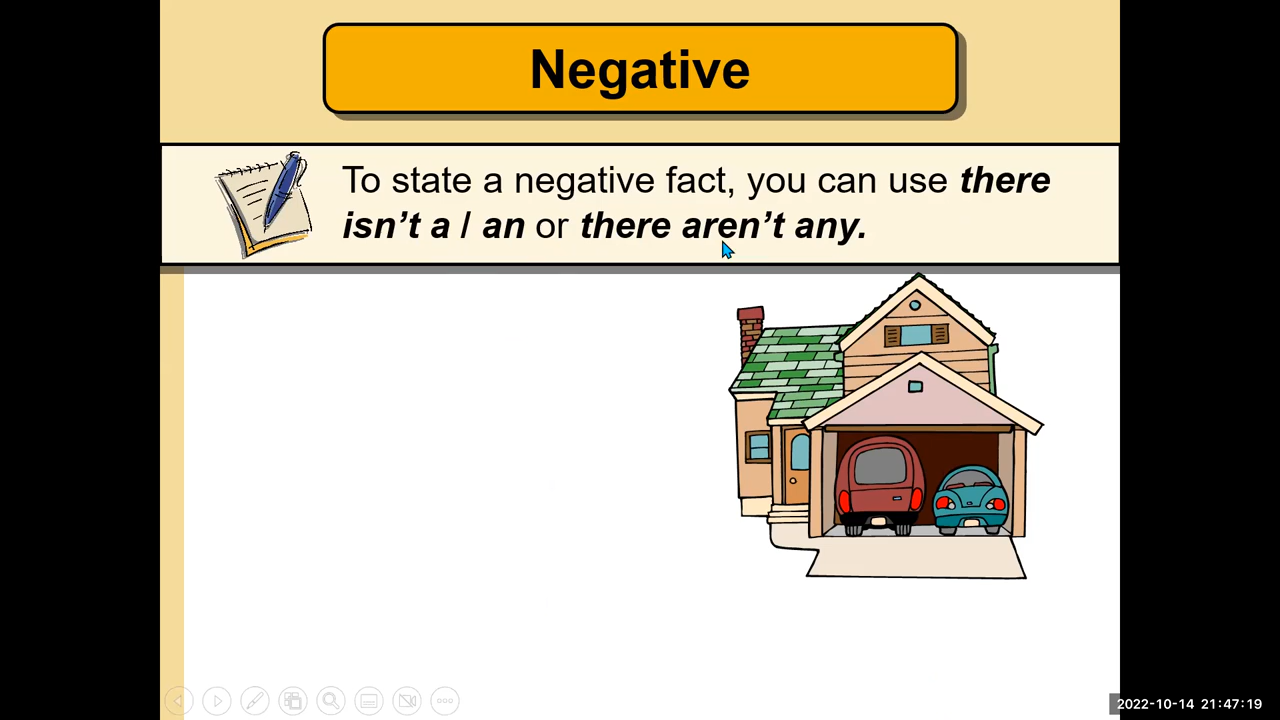 Negative
To state a negative fact, you can use there
isn’t a / an or there aren’t any.
2022-10-14 21:47:19